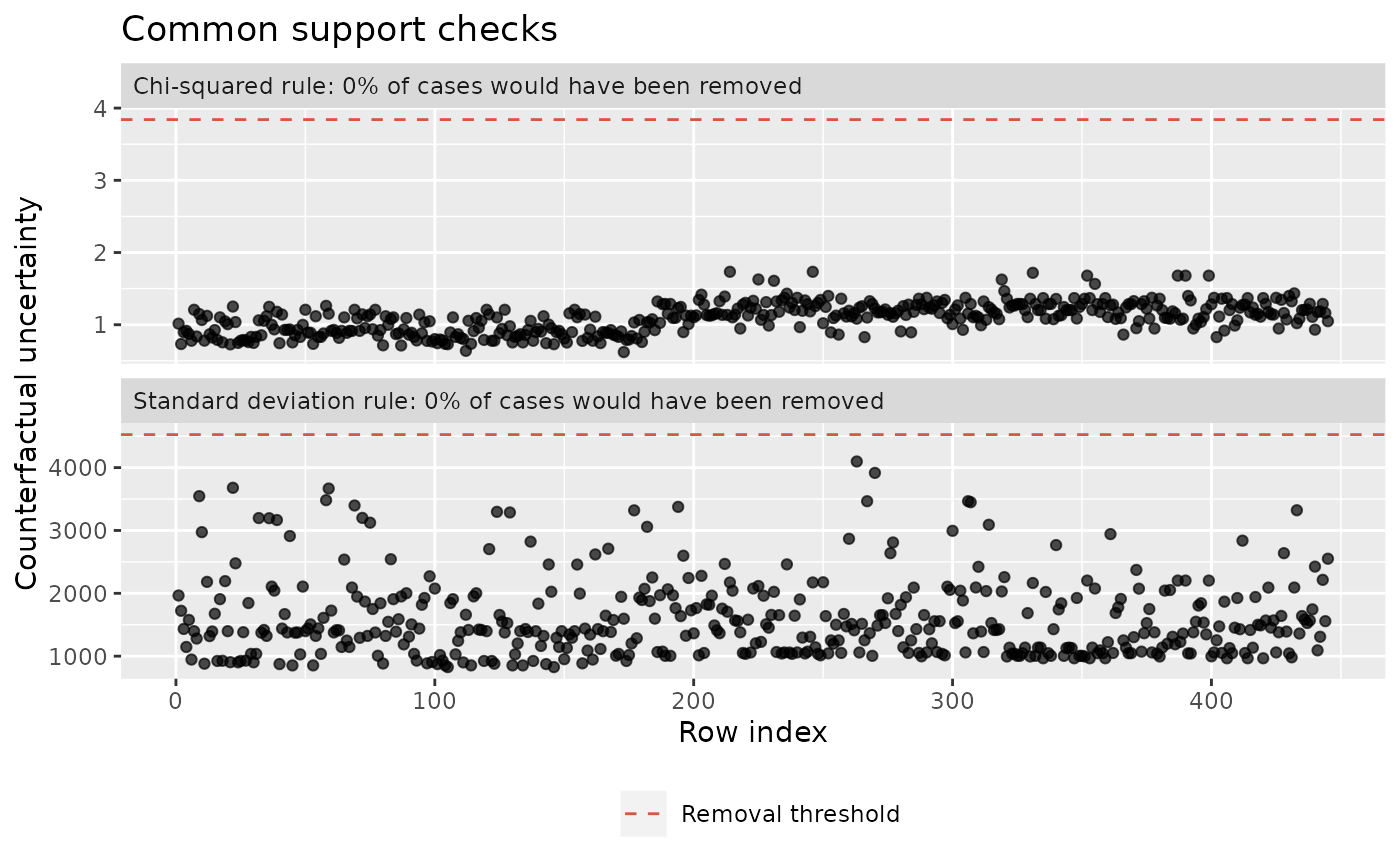 Common support checks
Chi-squared rule: 0% of cases would have been removed
4
3
2
1
Standard deviation rule: 0% of cases would have been removed
4000
3000
2000
1000
Counterfactual uncertainty
0 100 200 300 400
Row index
Removal threshold